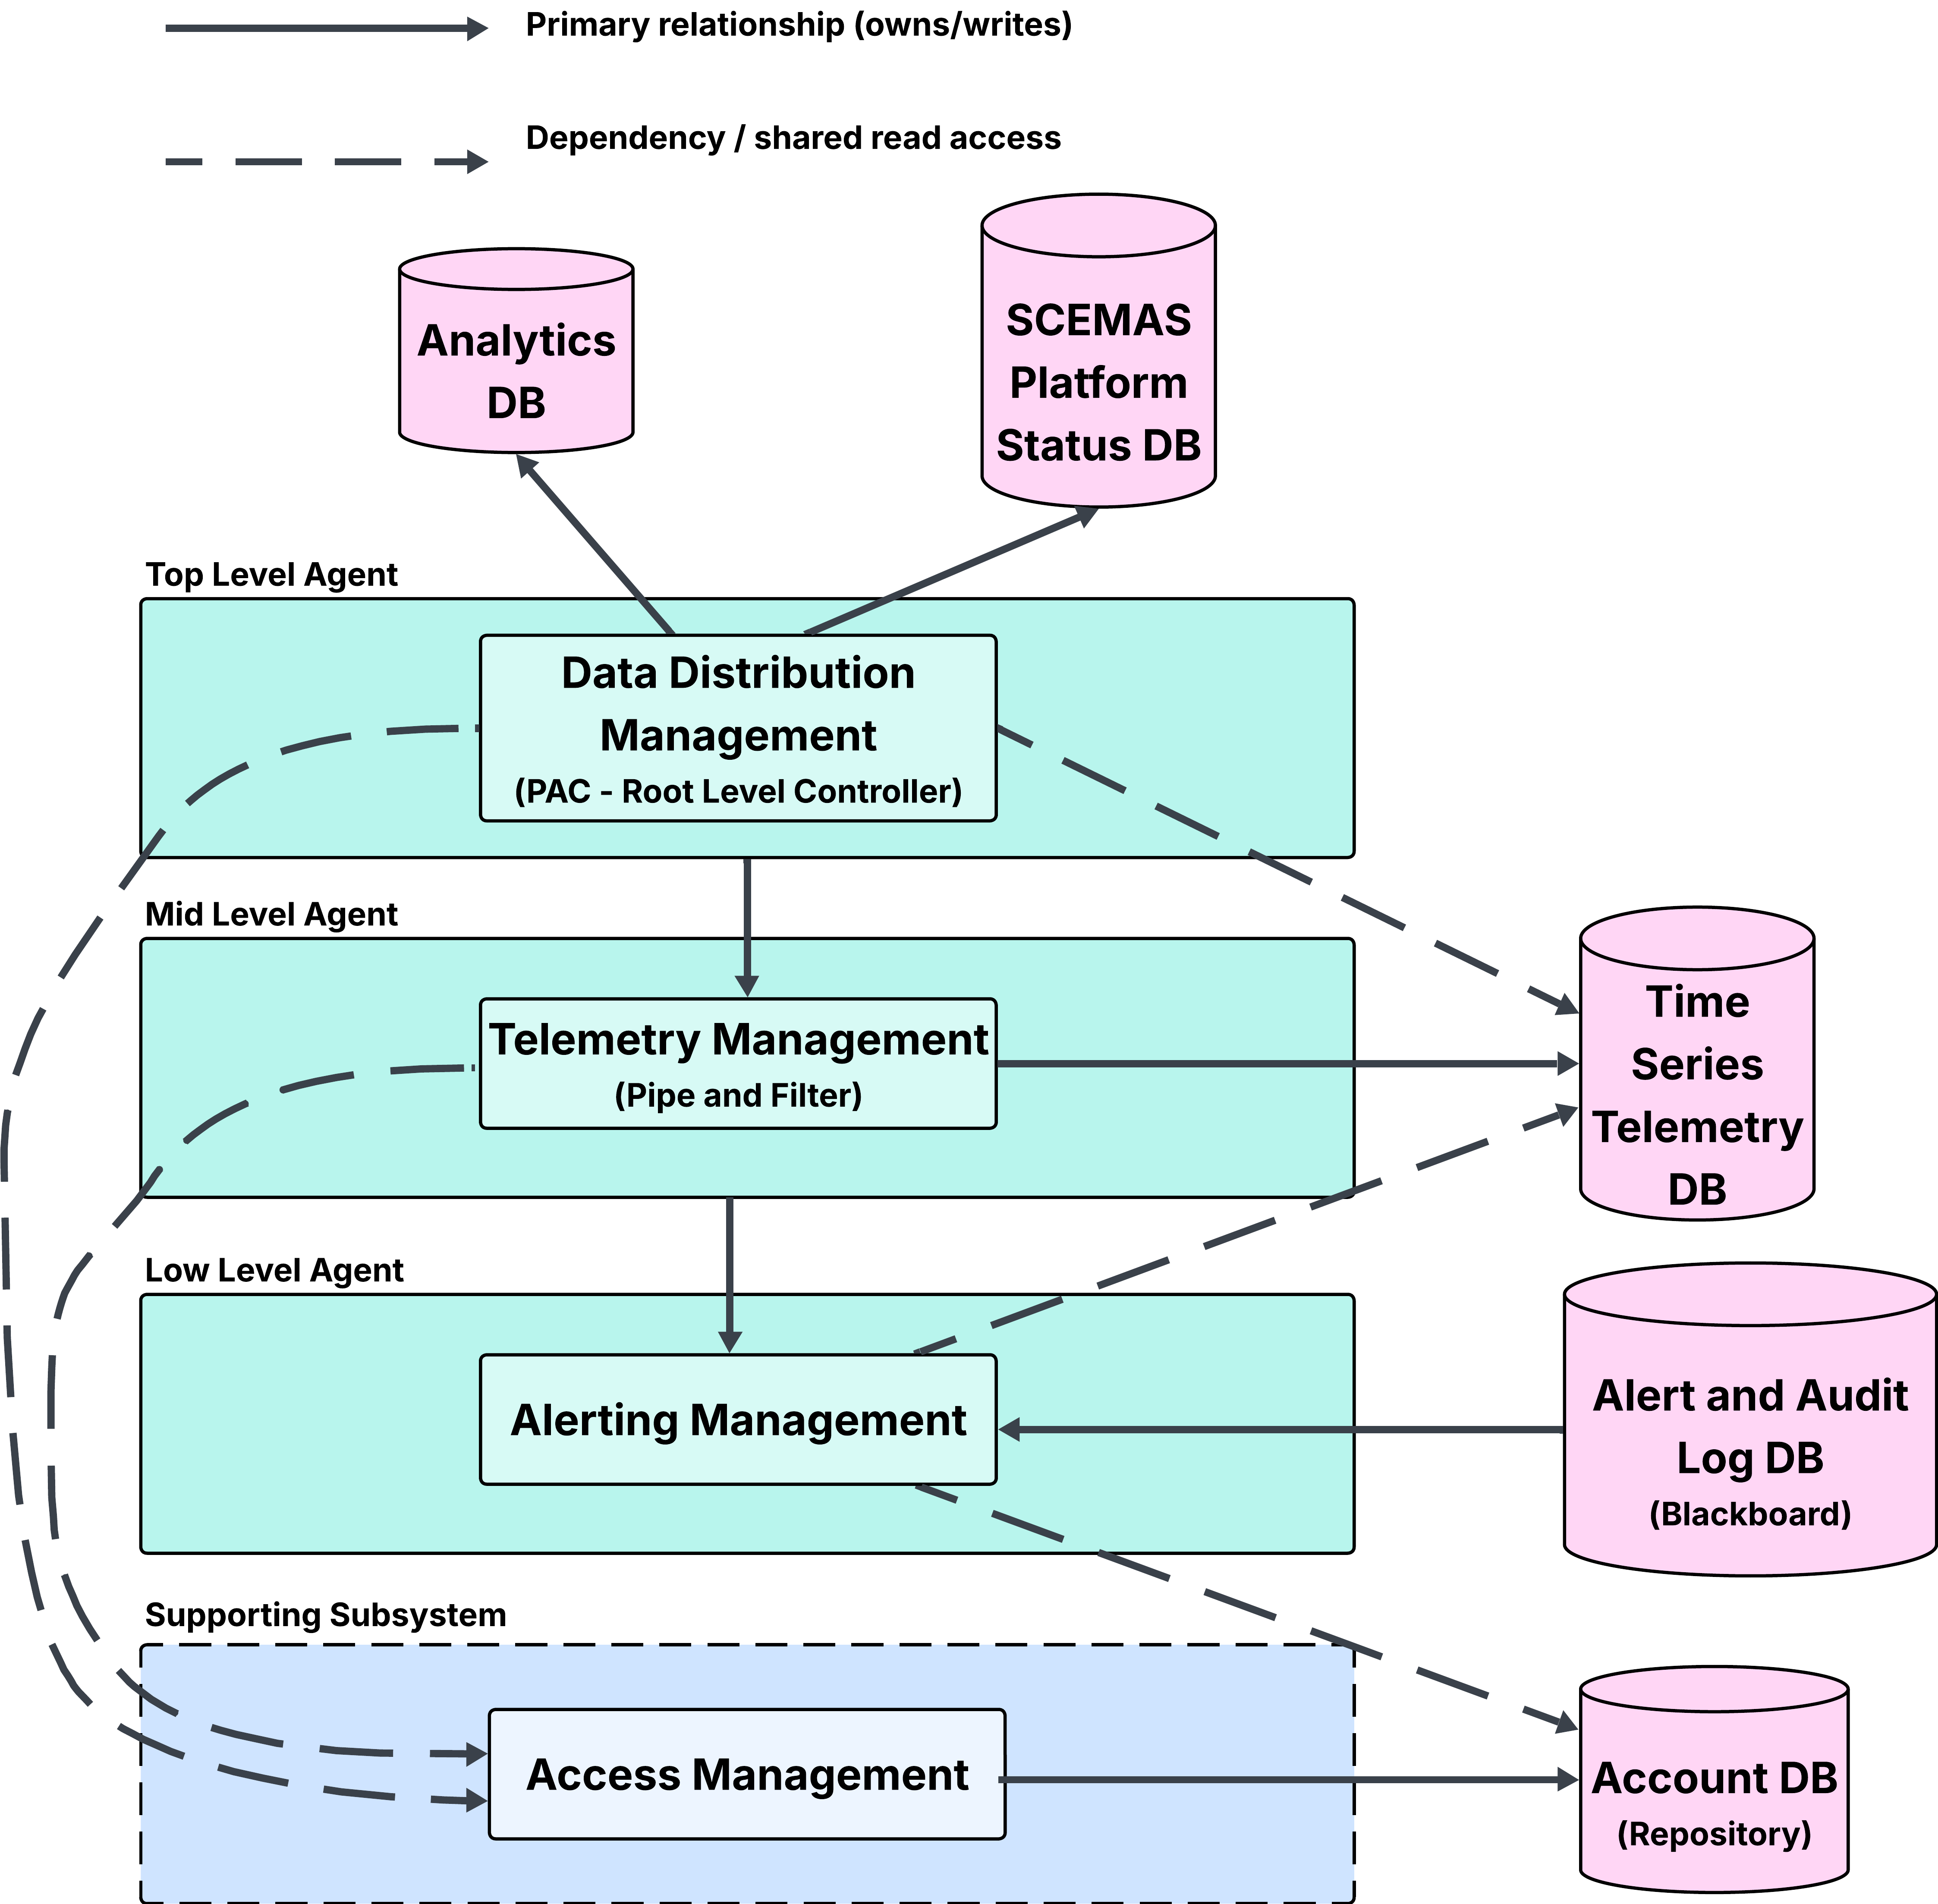 Primary relationship (owns/writes)
Dependency / shared read access
Analytics
DB
SCEMAS
Platform
Status DB
Top Level Agent
Data Distribution
Management
(PAC - Root Level Controller)
Mid Level Agent
Telemetry Management
(Pipe and Filter)
Time
Series
Telemetry
DB
Low Level Agent
Alerting Management
Alert and Audit
Log DB
(Blackboard)
Supporting Subsystem
Access Management
Account DB
(Repository)